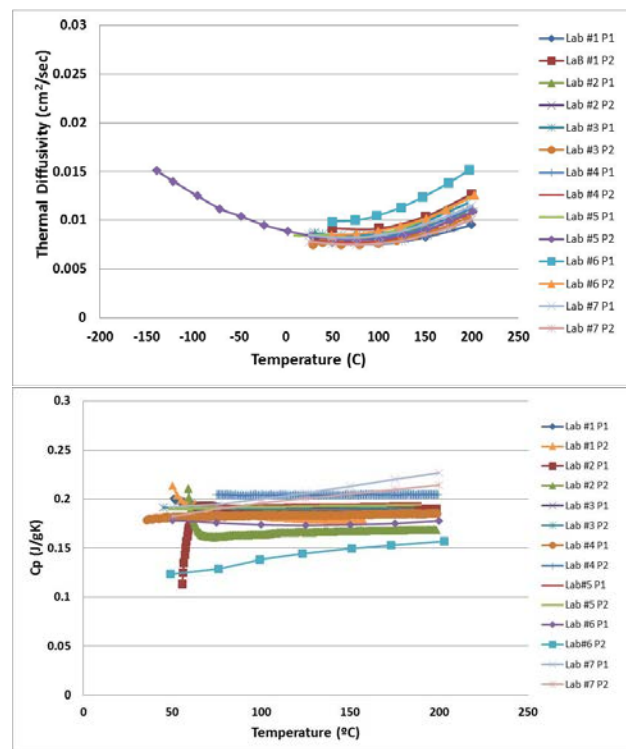 0.03
0.025
0.02
0.015
0.01
0.005
0
Thermal Diffusivity (cm²/sec)
-200 -150 -100 -50 0 50 100 150 200 250
Temperature (C)
Lab #1 P1
LaB #1 P2
Lab #2 P1
Lab #2 P2
Lab #3 P1
Lab #3 P2
Lab #4 P1
Lab #4 P2
Lab #5 P1
Lab #5 P2
Lab #6 P1
Lab #6 P2
Lab #7 P1
Lab #7 P2
0.3
0.25
0.2
0.15
0.1
0.05
0
Cp (J/gK)
0 50 100 150 200
Temperature (ºC)
Lab #1 P1
Lab #1 P2
Lab #2 P1
Lab #2 P2
Lab #3 P1
Lab #3 P2
Lab #4 P1
Lab #4 P2
Lab#5 P1
Lab #5 P2
Lab #6 P1
Lab#6 P2
Lab #7 P1
Lab #7 P2